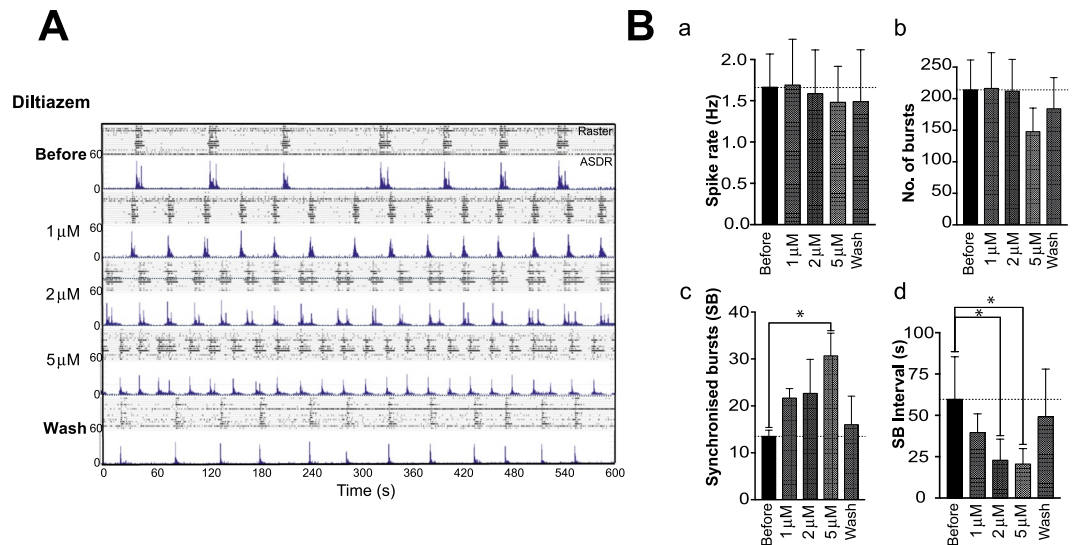 A
Diltiazem
Raster
Before
60
ASDR
0
1 µM
60
0
2 µM
60
0
5 µM
60
0
Wash
60
0
0 60 120 180 240 300 360 420 480 540 600
Time (s)
B
a
Spike rate (Hz)
2.0
1.5
1.0
0.5
0.0
Before 1 µM 2 µM 5 µM Wash
b
No. of bursts
250
200
150
100
50
0
Before 1 µM 2 µM 5 µM Wash
c
Synchronised bursts (SB)
40
30
20
10
0
*
Before 1 µM 2 µM 5 µM Wash
d
SB Interval (s)
100
75
50
25
0
*
*
Before 1 µM 2 µM 5 µM Wash